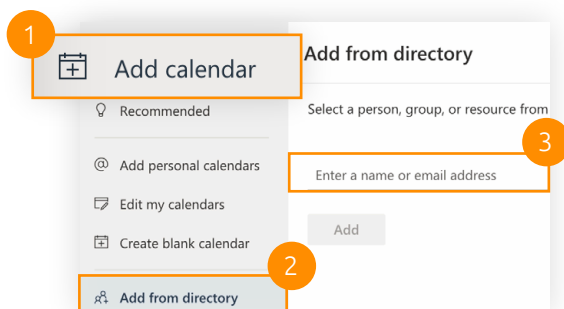 1
Add calendar
Recommended
@ Add personal calendars
Edit my calendars
Create blank calendar
2
Add from directory
Add from directory
Select a person, group, or resource from
3
Enter a name or email address
Add